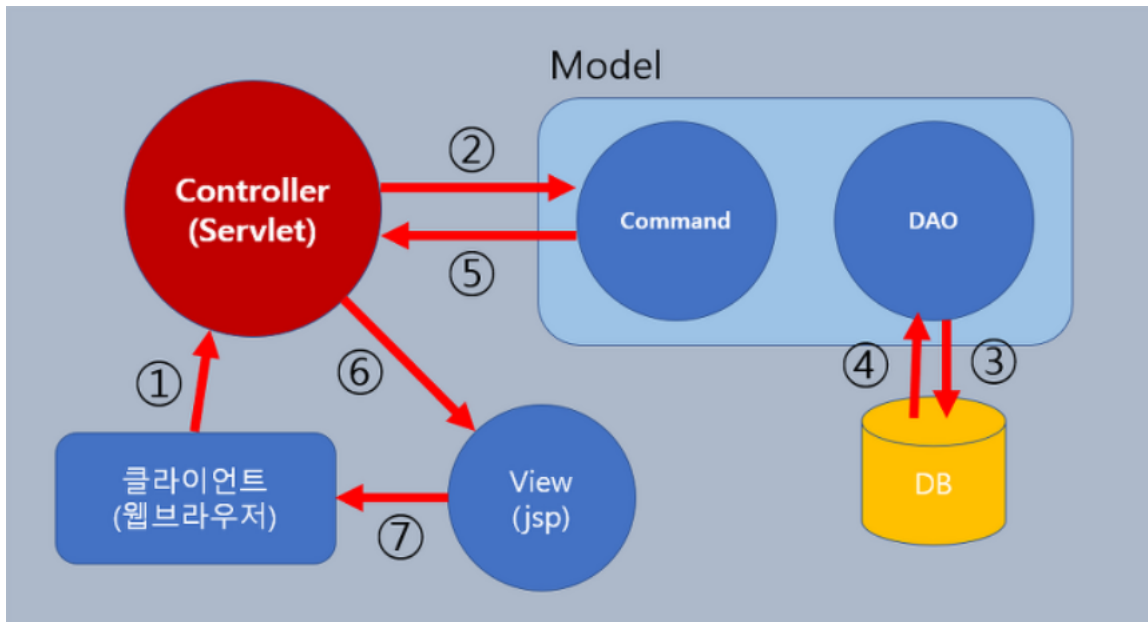 Model
②
Controller
(Servlet)
Command
DAO
⑤
①
⑥
④
③
클라이언트
(웹브라우저)
View
(jsp)
DB
⑦